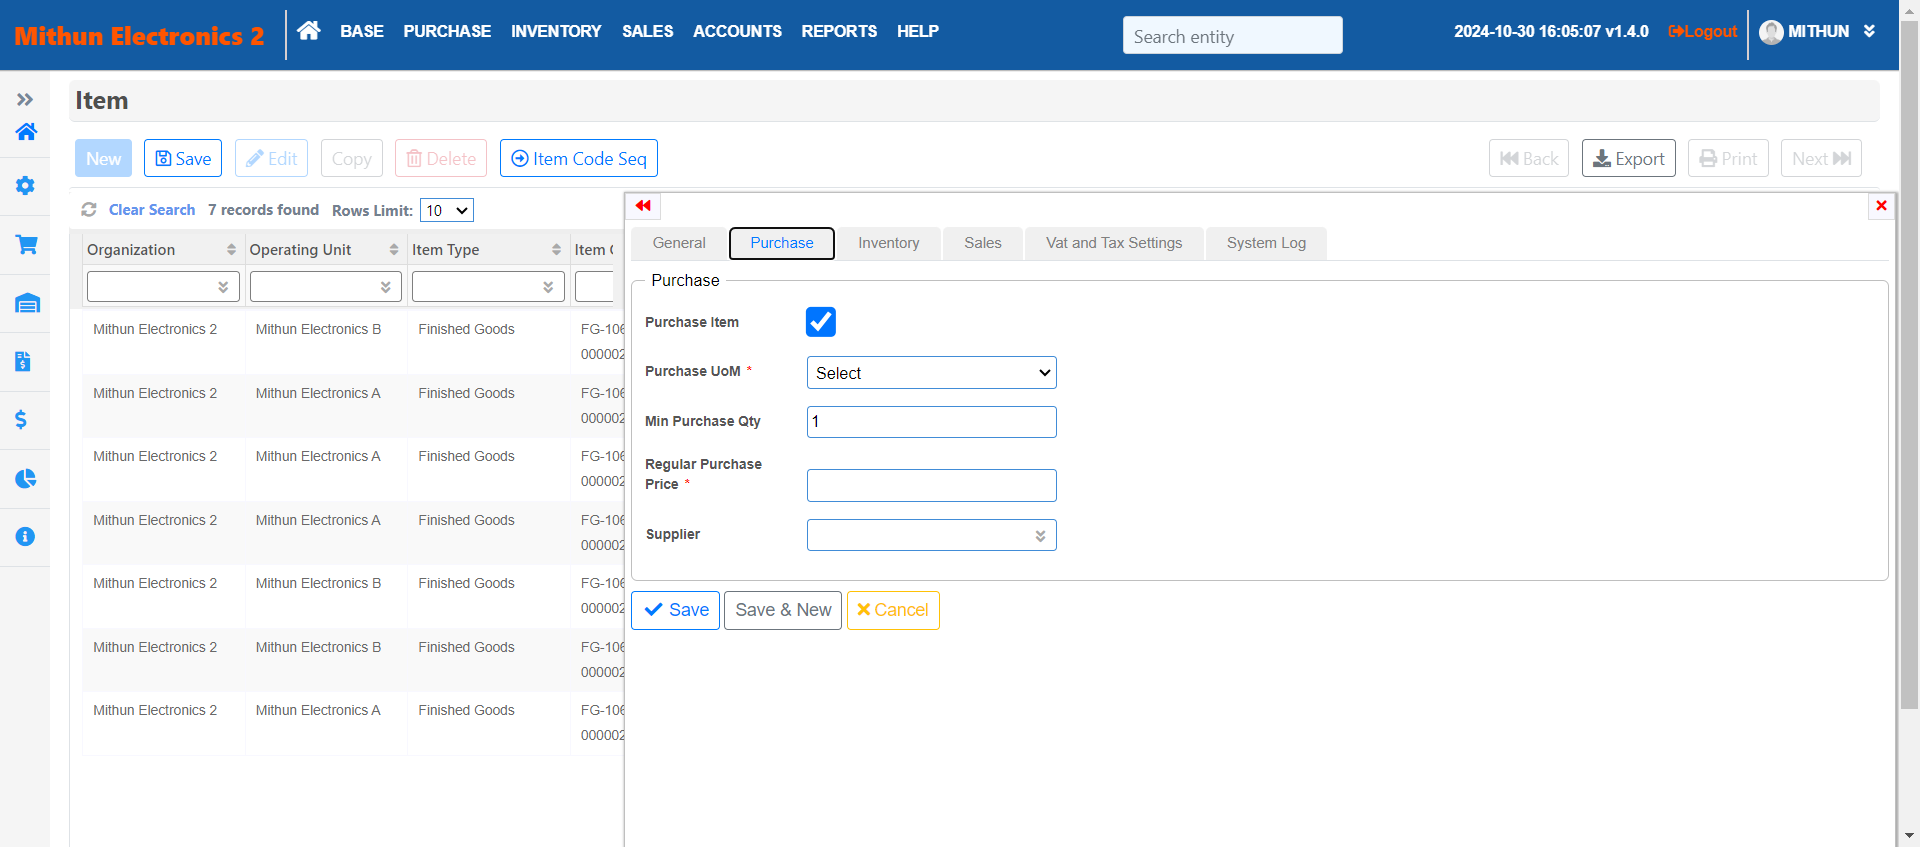 Mithun Electronics 2
BASE PURCHASE INVENTORY SALES ACCOUNTS REPORTS HELP
Search entity
2024-10-30 16:05:07 v1.4.0 Logout MITHUN
Item
New Save Edit Copy Delete Item Code Seq
Back Export Print Next
Clear Search 7 records found Rows Limit: 10
Organization Operating Unit Item Type Item
Mithun Electronics 2 Mithun Electronics B Finished Goods FG-106
000002
Mithun Electronics 2 Mithun Electronics A Finished Goods FG-106
000002
Mithun Electronics 2 Mithun Electronics A Finished Goods FG-106
000002
Mithun Electronics 2 Mithun Electronics A Finished Goods FG-106
000002
Mithun Electronics 2 Mithun Electronics B Finished Goods FG-106
000002
Mithun Electronics 2 Mithun Electronics B Finished Goods FG-106
000002
Mithun Electronics 2 Mithun Electronics A Finished Goods FG-106
000002
General Purchase Inventory Sales Vat and Tax Settings System Log
Purchase
Purchase Item
Purchase UoM * Select
Min Purchase Qty 1
Regular Purchase
Price *
Supplier
Save Save & New Cancel